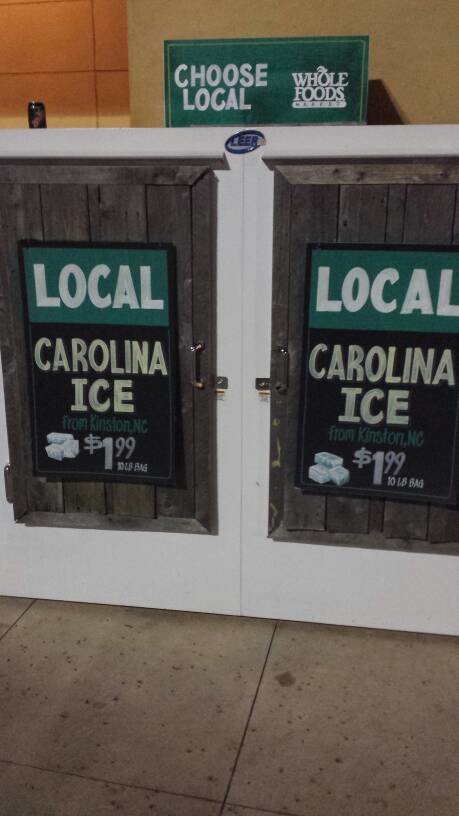 CHOOSE
LOCAL
WHOLE
FOODS
MARKET
LEER
LOCAL
CAROLINA
ICE
from Kinston, NC
$1.99
10 LB BAG
LOCAL
CAROLINA
ICE
from Kinston, NC
$1.99
10 LB BAG